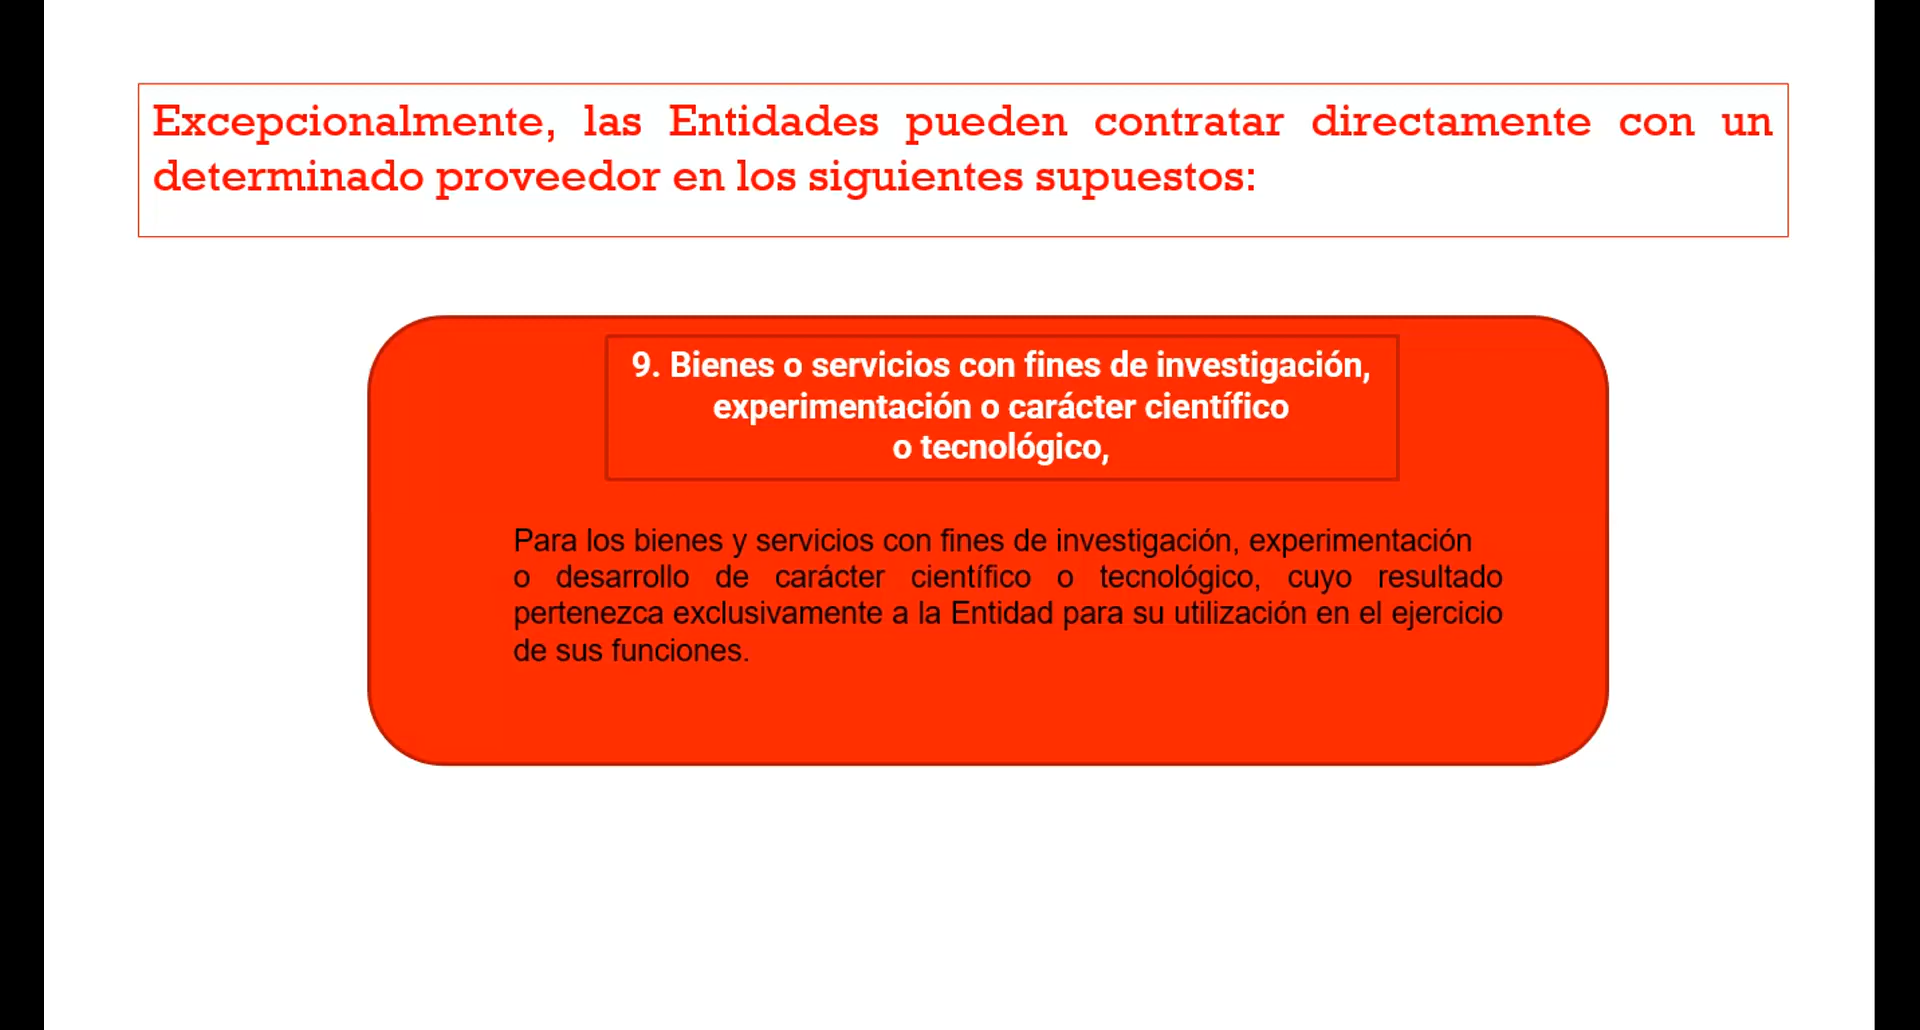 Excepcionalmente, las Entidades pueden contratar directamente con un
determinado proveedor en los siguientes supuestos:
9. Bienes o servicios con fines de investigación,
experimentación o carácter científico
o tecnológico,
Para los bienes y servicios con fines de investigación, experimentación
o desarrollo de carácter científico o tecnológico, cuyo resultado
pertenezca exclusivamente a la Entidad para su utilización en el ejercicio
de sus funciones.